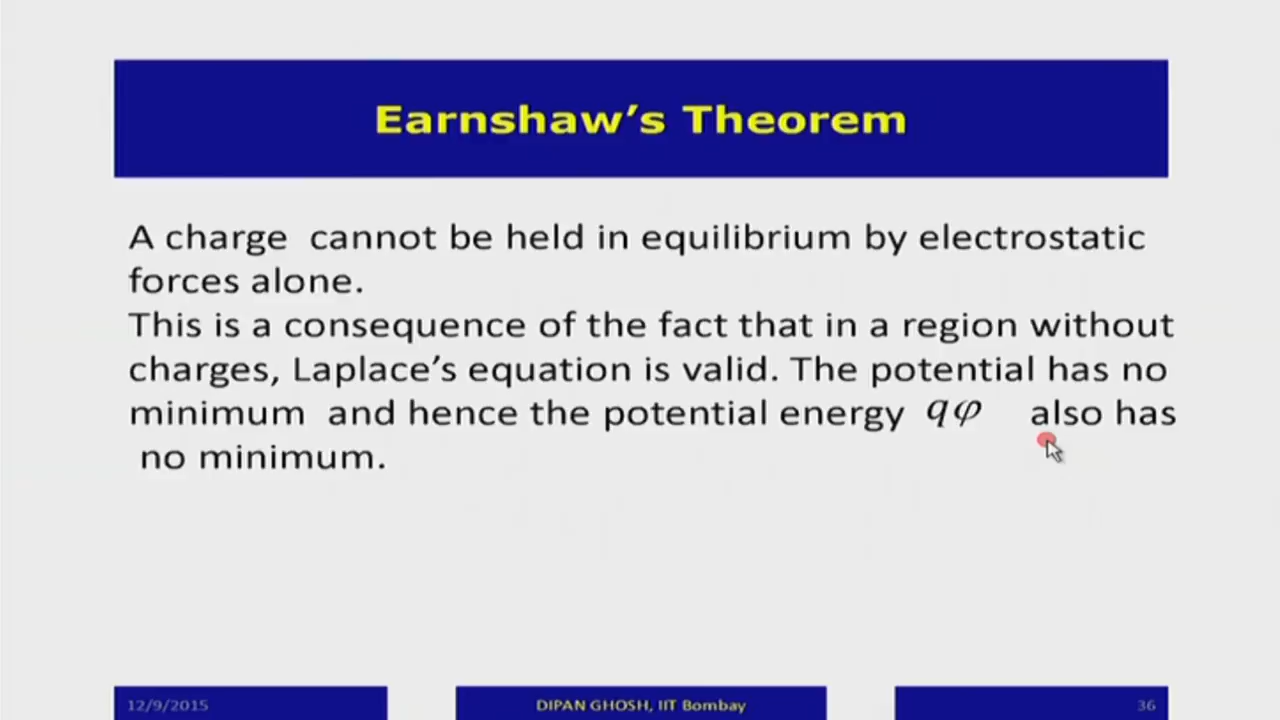 Earnshaw’s Theorem
A charge cannot be held in equilibrium by electrostatic
forces alone.
This is a consequence of the fact that in a region without
charges, Laplace’s equation is valid. The potential has no
minimum and hence the potential energy qφ also has
no minimum.
12/9/2015
DIPAN GHOSH, IIT Bombay
36